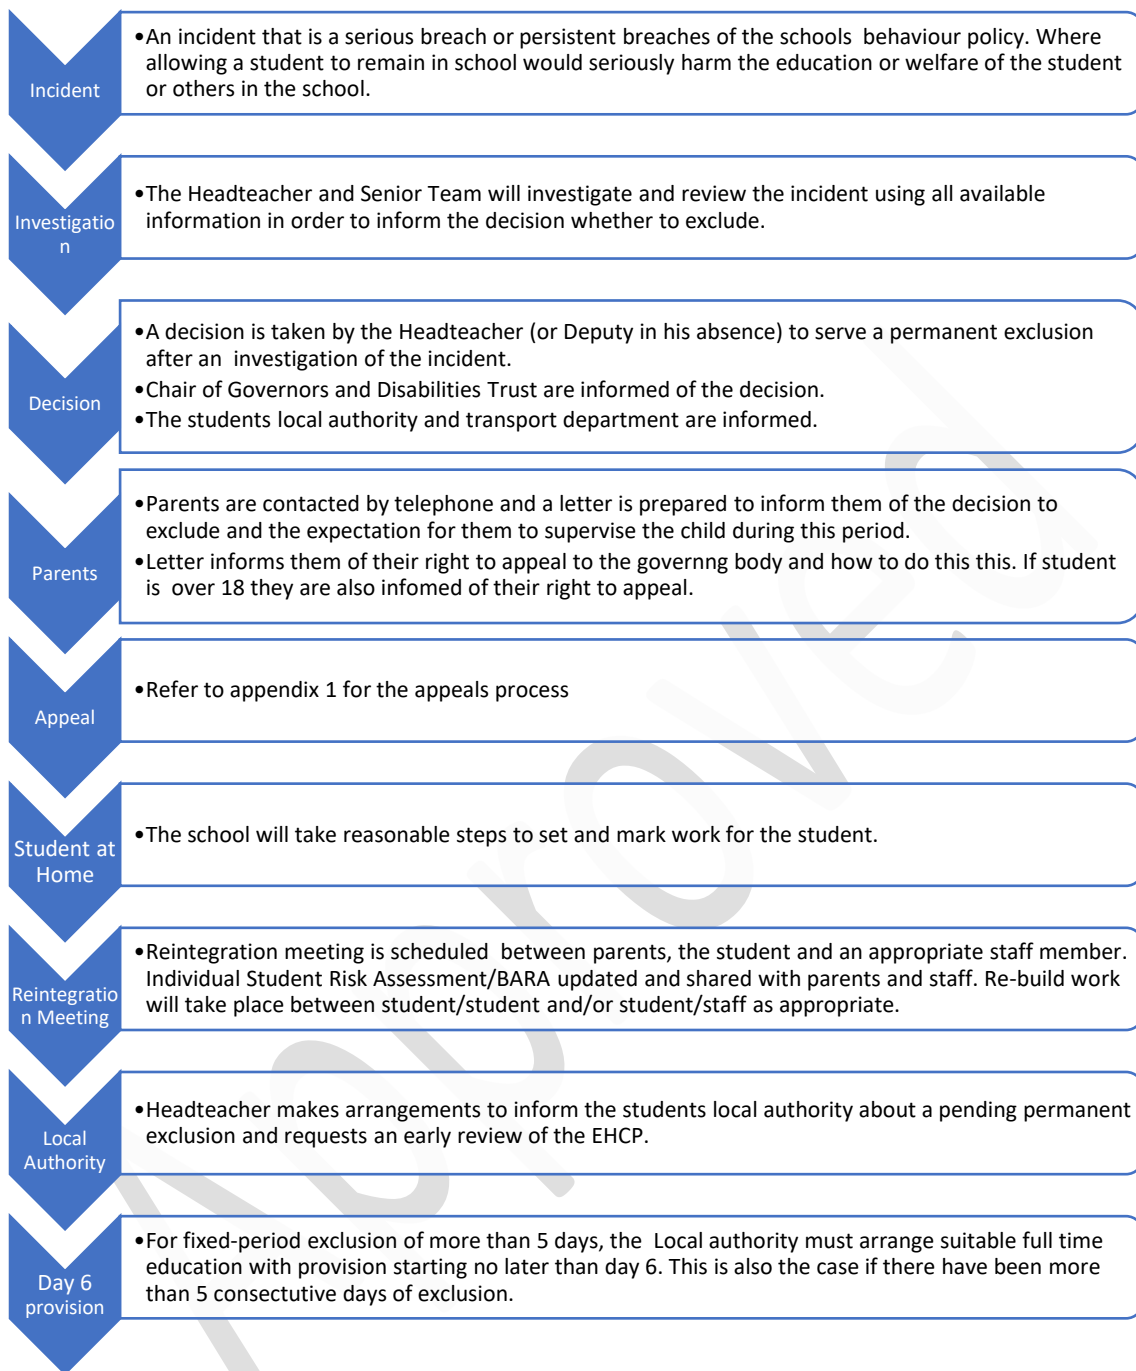 Incident
•An incident that is a serious breach or persistent breaches of the schools behaviour policy. Where
allowing a student to remain in school would seriously harm the education or welfare of the student
or others in the school.
Investigatio
n
•The Headteacher and Senior Team will investigate and review the incident using all available
information in order to inform the decision whether to exclude.
Decision
•A decision is taken by the Headteacher (or Deputy in his absence) to serve a permanent exclusion
after an investigation of the incident.
•Chair of Governors and Disabilities Trust are informed of the decision.
•The students local authority and transport department are informed.
Parents
•Parents are contacted by telephone and a letter is prepared to inform them of the decision to
exclude and the expectation for them to supervise the child during this period.
•Letter informs them of their right to appeal to the governng body and how to do this this. If student
is over 18 they are also infomed of their right to appeal.
Appeal
•Refer to appendix 1 for the appeals process
Student at
Home
•The school will take reasonable steps to set and mark work for the student.
Reintegratio
n Meeting
•Reintegration meeting is scheduled between parents, the student and an appropriate staff member.
Individual Student Risk Assessment/BARA updated and shared with parents and staff. Re-build work
will take place between student/student and/or student/staff as appropriate.
Local
Authority
•Headteacher makes arrangements to inform the students local authority about a pending permanent
exclusion and requests an early review of the EHCP.
Day 6
provision
•For fixed-period exclusion of more than 5 days, the Local authority must arrange suitable full time
education with provision starting no later than day 6. This is also the case if there have been more
than 5 consectutive days of exclusion.
Approved